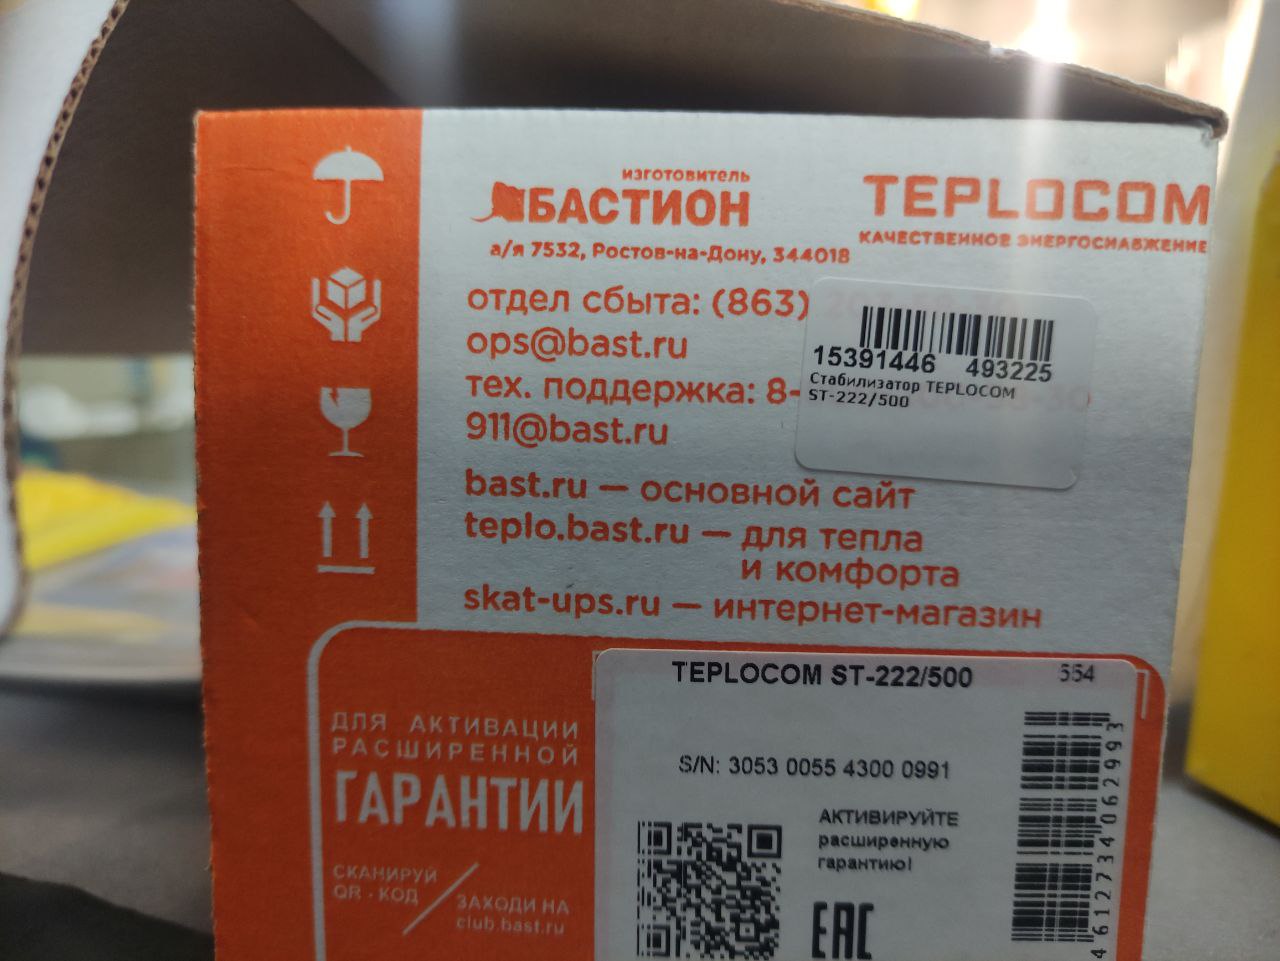 изготовитель
БАСТИОН
а/я 7532, Ростов-на-Дону, 344018
TEPLOCOM
КАЧЕСТВЕННОЕ ЭНЕРГОСНАБЖЕНИЕ
отдел сбыта: (863)
ops@bast.ru
тех. поддержка: 8-
911@bast.ru
15391446 493225
Стабилизатор TEPLOCOM
ST-222/500
bast.ru — основной сайт
teplo.bast.ru — для тепла
и комфорта
skat-ups.ru — интернет-магазин
ДЛЯ АКТИВАЦИИ
РАСШИРЕННОЙ
ГАРАНТИИ
СКАНИРУЙ
QR - КОД
ЗАХОДИ НА
club.bast.ru
TEPLOCOM ST-222/500 554
S/N: 3053 0055 4300 0991
АКТИВИРУЙТЕ
расширенную
гарантию!
EAC
4 612734 062993